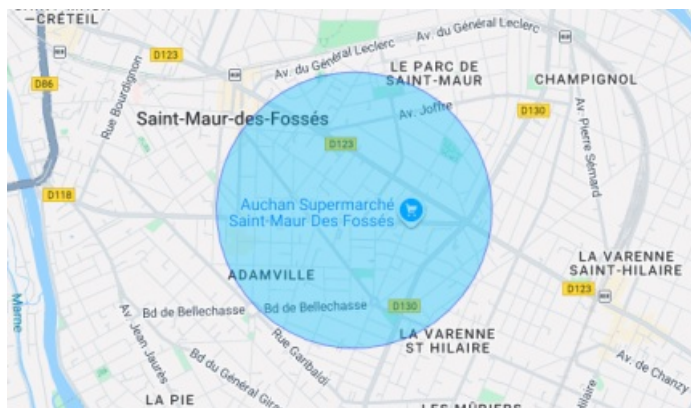 —CRÉTEIL
D123
Av. du Général Leclerc
Av. du Général Leclerc
D86
Rue Bourdignon
LE PARC DE
SAINT-MAUR
CHAMPIGNOL
Saint-Maur-des-Fossés
Av. Joffre
D130
Av. Pierre Sémard
D123
D118
Auchan Supermarché
Saint-Maur Des Fossés
ADAMVILLE
LA VARENNE
SAINT-HILAIRE
D123
Marne
Bd de Bellechasse
Bd de Bellechasse
D130
Av. Jean Jaurès
Rue Garibaldi
LA VARENNE
ST HILAIRE
Bd du Général Gira
Av. de Chanzy
Hilaire
LA PIE
LES MÛRIERS